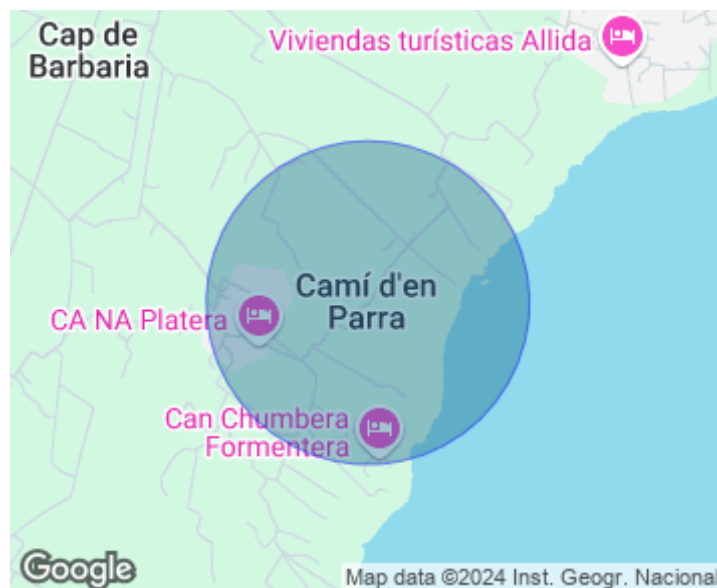 Cap de
Barbaria
Viviendas turísticas Allida
Camí d'en
Parra
CA NA Platera
Can Chumbera
Formentera
Google
Map data ©2024 Inst. Geogr. Nacional